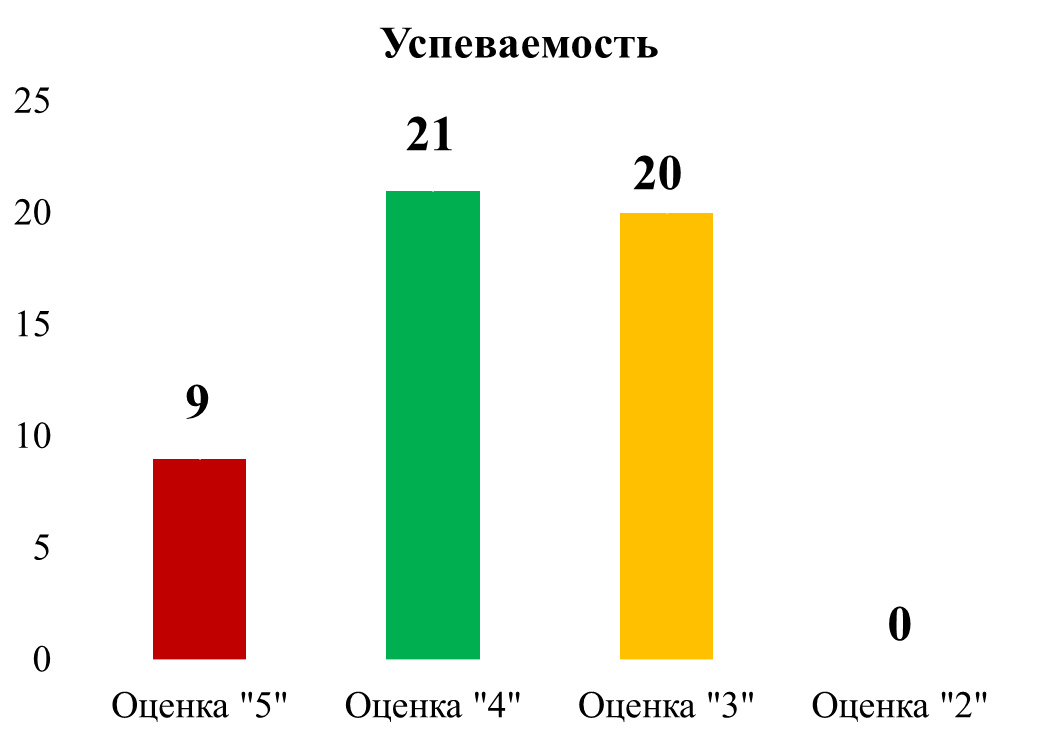 Успеваемость
25
20
15
10
5
0
9
21
20
0
Оценка "5"
Оценка "4"
Оценка "3"
Оценка "2"